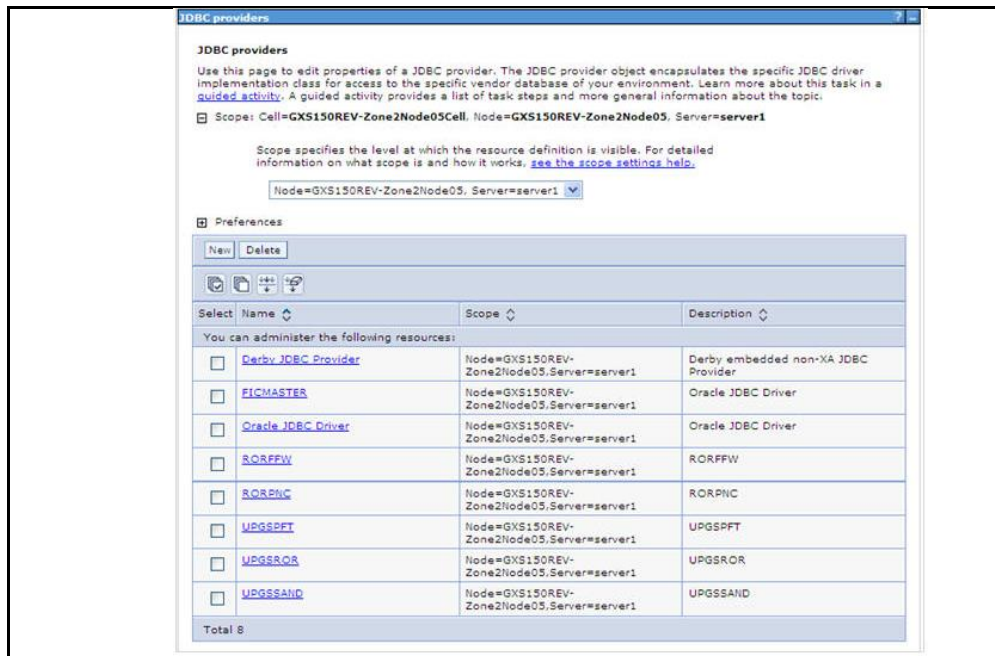 JDBC providers
? _
JDBC providers
Use this page to edit properties of a JDBC provider. The JDBC provider object encapsulates the specific JDBC driver
implementation class for access to the specific vendor database of your environment. Learn more about this task in a
guided activity. A guided activity provides a list of task steps and more general information about the topic.
Scope: Cell=GXS150REV-Zone2Node05Cell, Node=GXS150REV-Zone2Node05, Server=server1
Scope specifies the level at which the resource definition is visible. For detailed
information on what scope is and how it works, see the scope settings help.
Node=GXS150REV-Zone2Node05, Server=server1
Preferences
New Delete
Select Name Scope Description
You can administer the following resources:
Derby JDBC Provider Node=GXS150REV- Derby embedded non-XA JDBC
Zone2Node05,Server=server1 Provider
FICMASTER Node=GXS150REV- Oracle JDBC Driver
Zone2Node05,Server=server1
Oracle JDBC Driver Node=GXS150REV- Oracle JDBC Driver
Zone2Node05,Server=server1
RORFFW Node=GXS150REV- RORFFW
Zone2Node05,Server=server1
RORPNC Node=GXS150REV- RORPNC
Zone2Node05,Server=server1
UPGSPFT Node=GXS150REV- UPGSPFT
Zone2Node05,Server=server1
UPGSROR Node=GXS150REV- UPGSROR
Zone2Node05,Server=server1
UPGSSAND Node=GXS150REV- UPGSSAND
Zone2Node05,Server=server1
Total 8